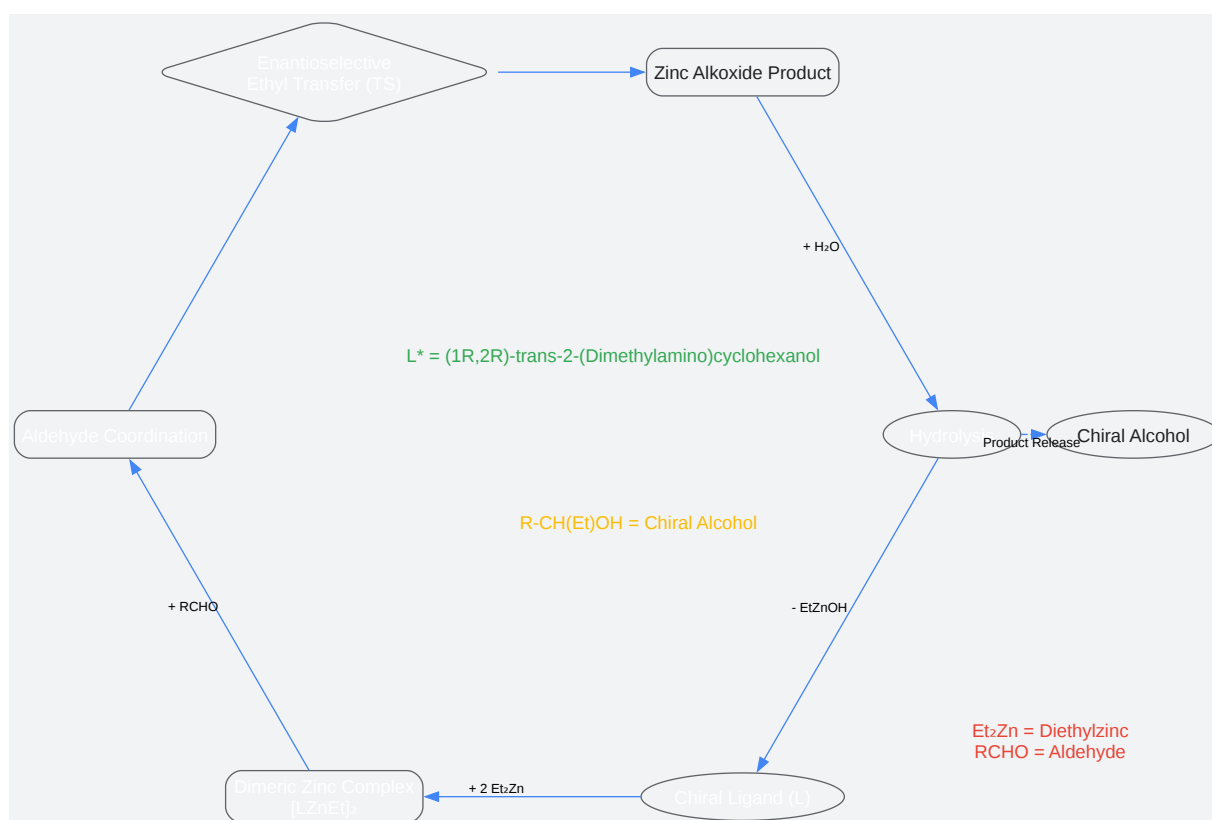 Enantioselective
Ethyl Transfer (TS)
Zinc Alkoxide Product
+ H₂O
L* = (1R,2R)-trans-2-(Dimethylamino)cyclohexanol
Aldehyde Coordination
Hydrolysis
Product Release
Chiral Alcohol
R-CH(Et)OH = Chiral Alcohol
+ RCHO
- EtZnOH
Et₂Zn = Diethylzinc
RCHO = Aldehyde
Dimeric Zinc Complex
[LZnEt]₂
+ 2 Et₂Zn
Chiral Ligand (L)